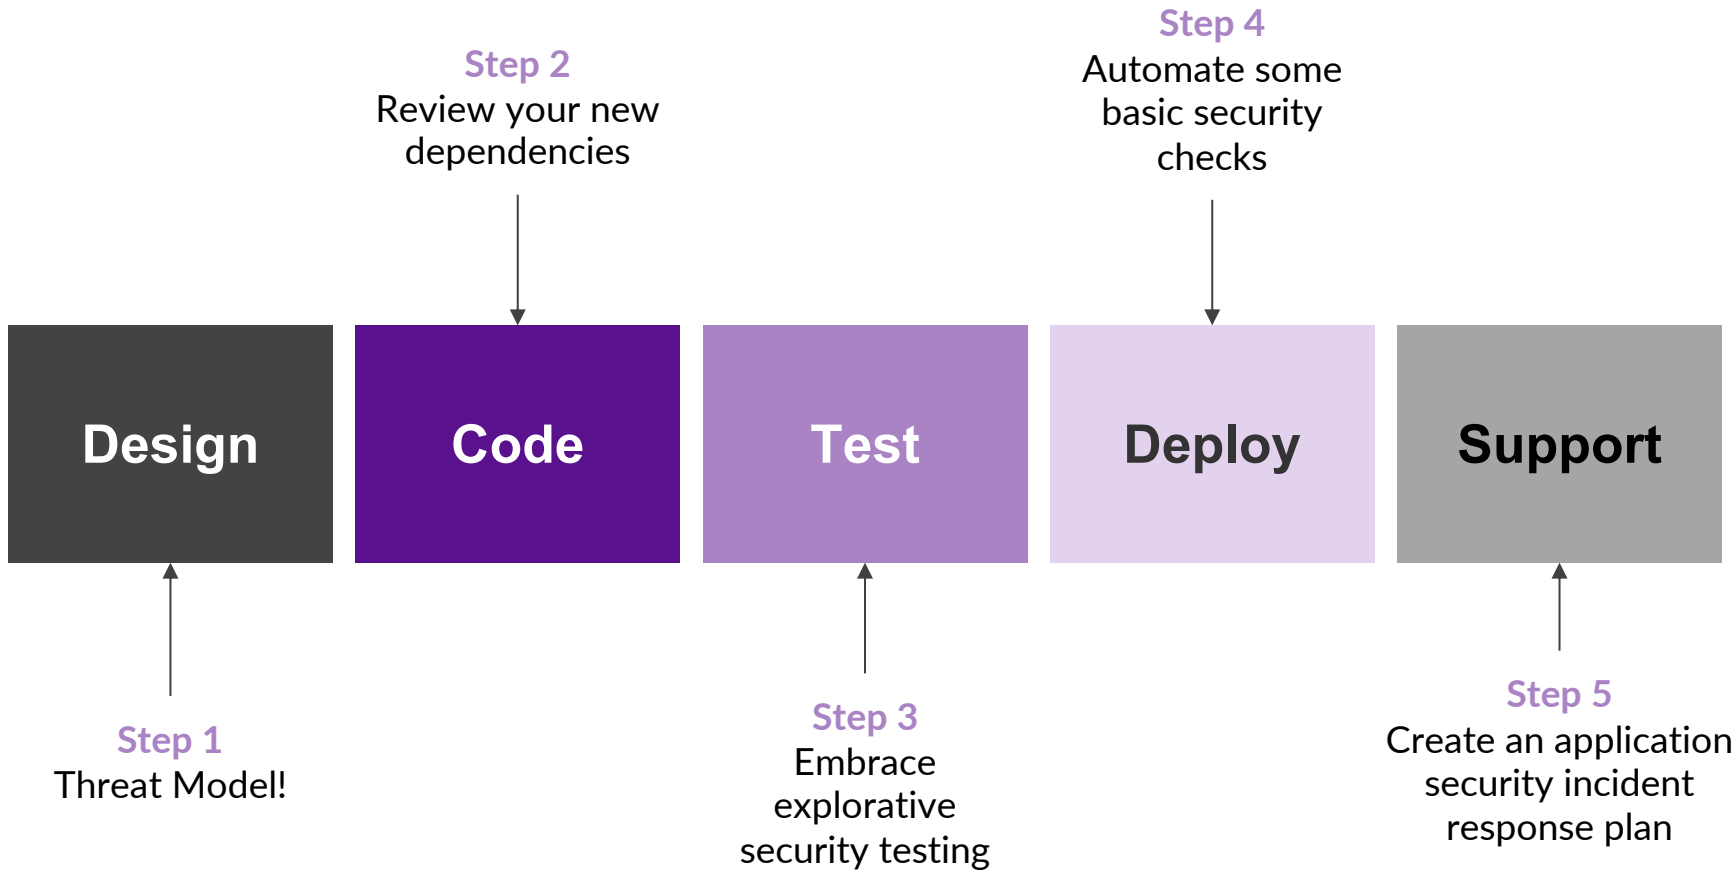 Step 1
Threat Model!
Design
Step 2
Review your new
dependencies
Code
Test
Step 3
Embrace
explorative
security testing
Step 4
Automate some
basic security
checks
Deploy
Support
Step 5
Create an application
security incident
response plan